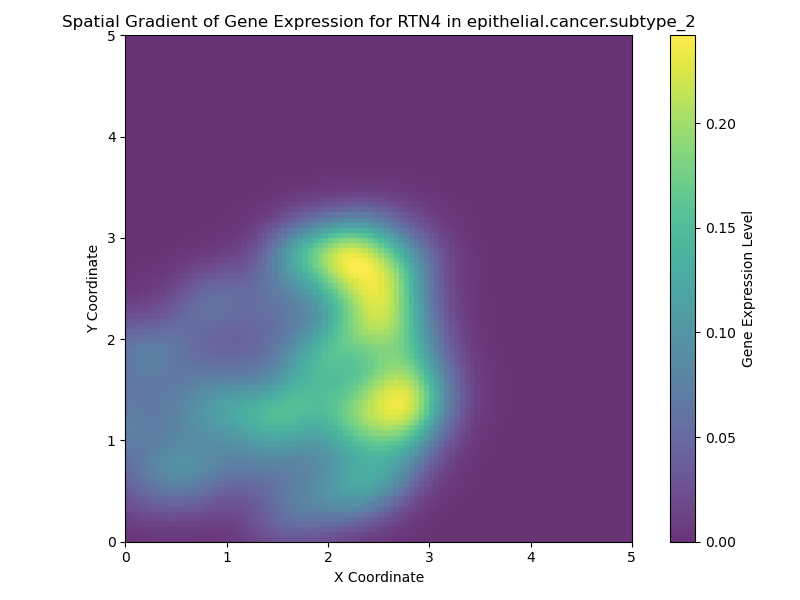 Spatial Gradient of Gene Expression for RTN4 in epithelial.cancer.subtype_2
5
4
3
2
1
0
Y Coordinate
0 1 2 3 4 5
X Coordinate
0.20
0.15
0.10
0.05
0.00
Gene Expression Level